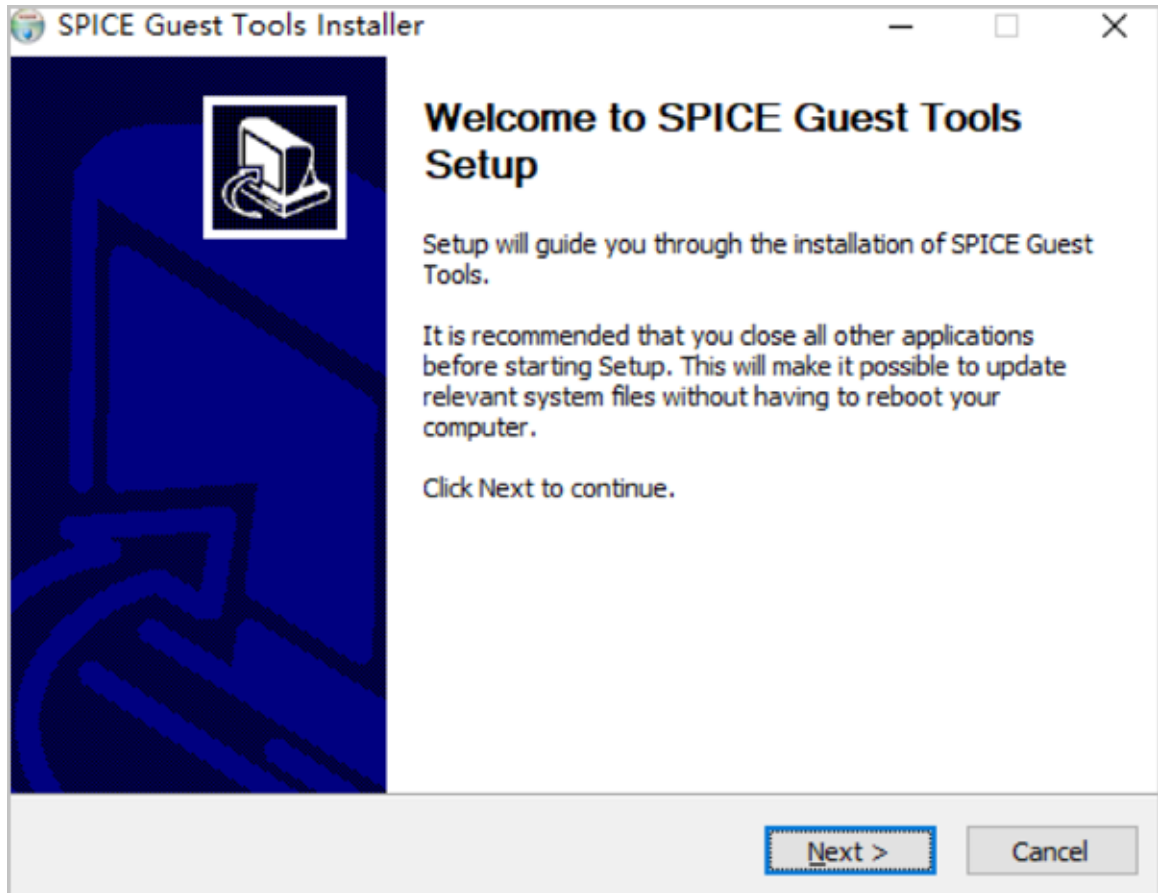 SPICE Guest Tools Installer
Welcome to SPICE Guest Tools
Setup
Setup will guide you through the installation of SPICE Guest
Tools.
It is recommended that you close all other applications
before starting Setup. This will make it possible to update
relevant system files without having to reboot your
computer.
Click Next to continue.
Next >
Cancel